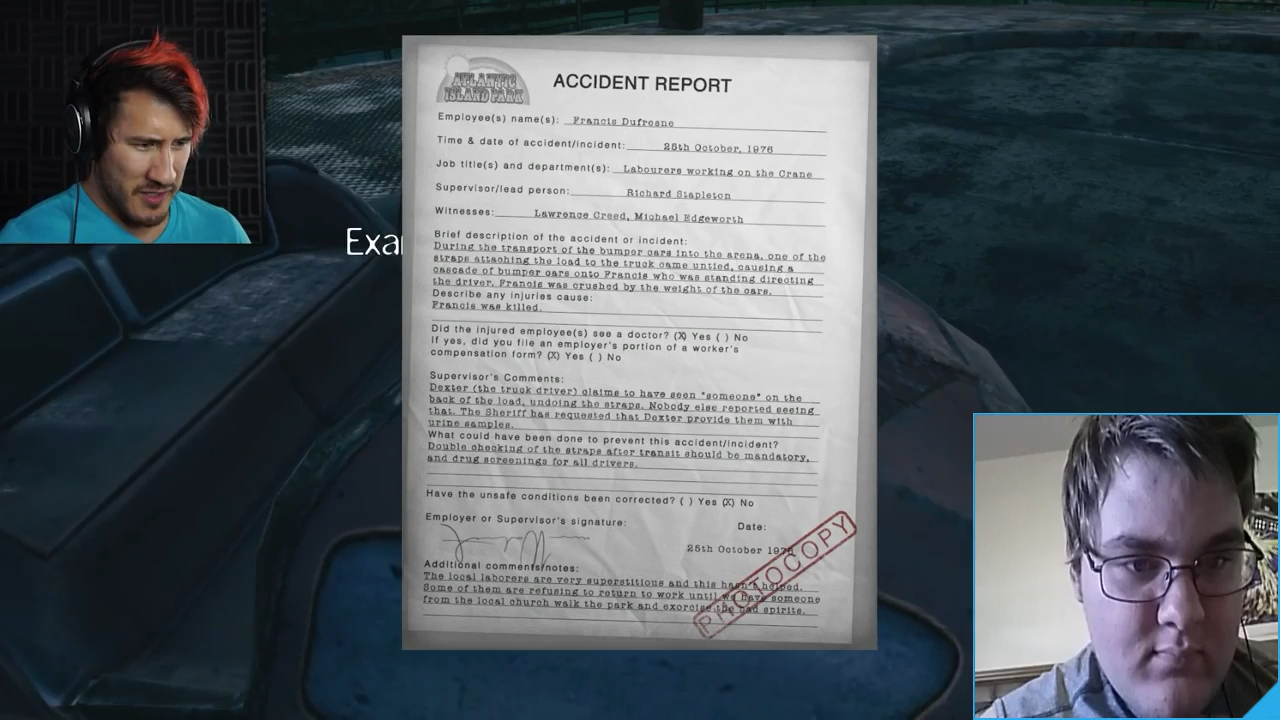 ATLANTIC
ISLAND PARK
ACCIDENT REPORT
Employee(s) name(s): Francis Dufresne
Time & date of accident/incident: 25th October, 1976
Job title(s) and department(s): Labourers working on the Crane
Supervisor/lead person: Richard Stapleton
Witnesses: Lawrence Creed, Michael Edgeworth
Exa
Brief description of the accident or incident:
During the transport of the bumper cars into the arena, one of the
straps attaching the load to the truck came untied, causing a
cascade of bumper cars onto Francis who was standing directing
the driver. Francis was crushed by the weight of the cars.
Describe any injuries cause:
Francis was killed.
Did the injured employee(s) see a doctor? (X) Yes ( ) No
If yes, did you file an employer's portion of a worker's
compensation form? (X) Yes ( ) No
Supervisor's Comments:
Dexter (the truck driver) claims to have seen "someone" on the
back of the load, undoing the straps. Nobody else reported seeing
that. The Sheriff has requested that Dexter provide them with
urine samples.
What could have been done to prevent this accident/incident?
Double checking of the straps after transit should be mandatory,
and drug screenings for all drivers.
Have the unsafe conditions been corrected? ( ) Yes (X) No
Employer or Supervisor's signature:
Date:
25th October 1976
Additional comments/notes:
The local laborers are very superstitious and this hasn't helped.
Some of them are refusing to return to work until we have someone
from the local church walk the park and exorcise the bad spirits.
PHOTOCOPY